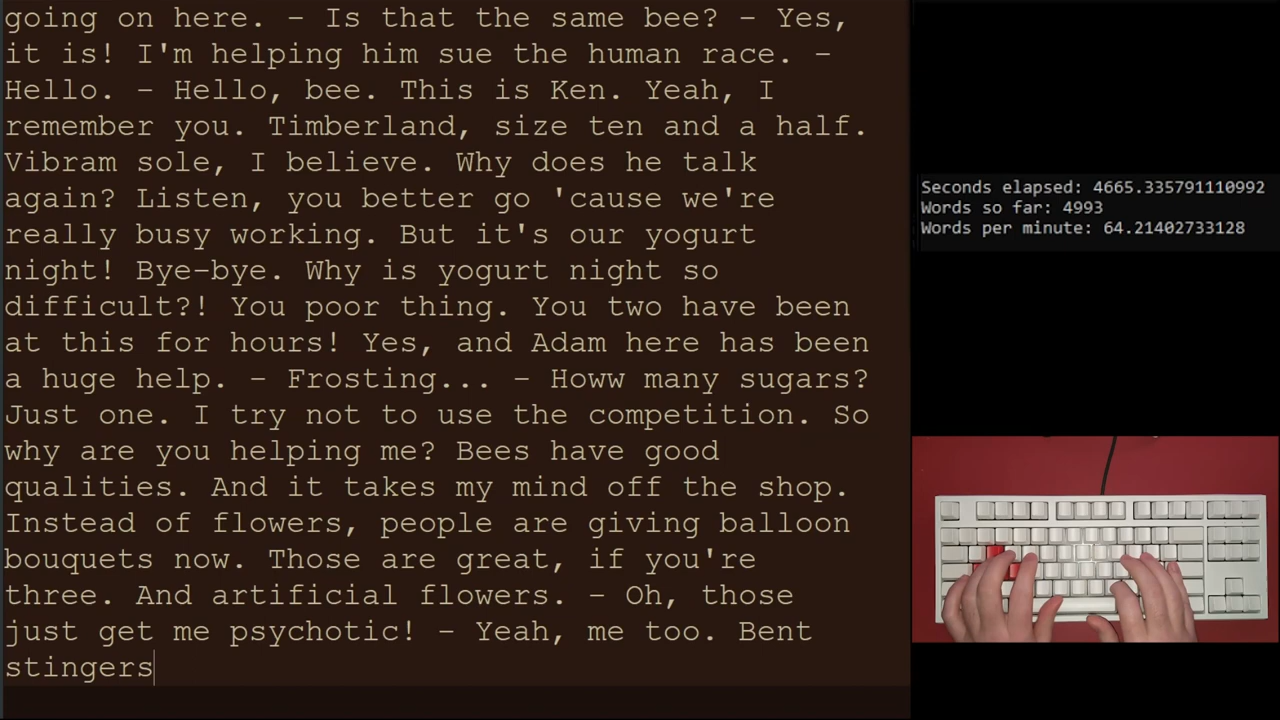 going on here. - Is that the same bee? - Yes,
it is! I'm helping him sue the human race. -
Hello. - Hello, bee. This is Ken. Yeah, I
remember you. Timberland, size ten and a half.
Vibram sole, I believe. Why does he talk
again? Listen, you better go 'cause we're
really busy working. But it's our yogurt
night! Bye-bye. Why is yogurt night so
difficult?! You poor thing. You two have been
at this for hours! Yes, and Adam here has been
a huge help. - Frosting... - Howw many sugars?
Just one. I try not to use the competition. So
why are you helping me? Bees have good
qualities. And it takes my mind off the shop.
Instead of flowers, people are giving balloon
bouquets now. Those are great, if you're
three. And artificial flowers. - Oh, those
just get me psychotic! - Yeah, me too. Bent
stingers
Seconds elapsed: 4665.335791110992
Words so far: 4993
Words per minute: 64.21402733128